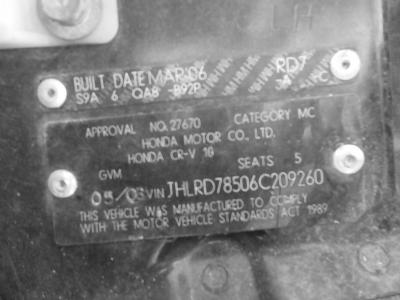 BUILT DATE MAR'06 RD7
S9A 6 QA8 -B92P J4 C
APPROVAL NO.27670 CATEGORY MC
HONDA MOTOR CO., LTD.
HONDA CR-V 10
GVM SEATS 5
05/03 VIN JHLRD78506C209260
THIS VEHICLE WAS MANUFACTURED TO COMPLY
WITH THE MOTOR VEHICLE STANDARDS ACT 1989